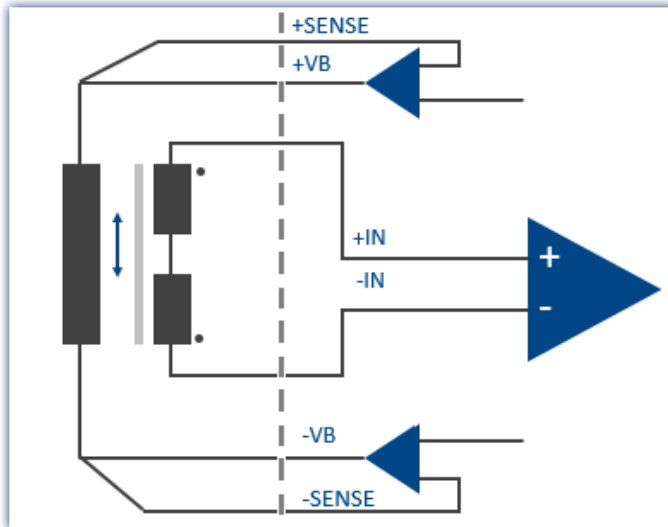 +SENSE
+VB
+IN
-IN
+
-
-VB
-SENSE